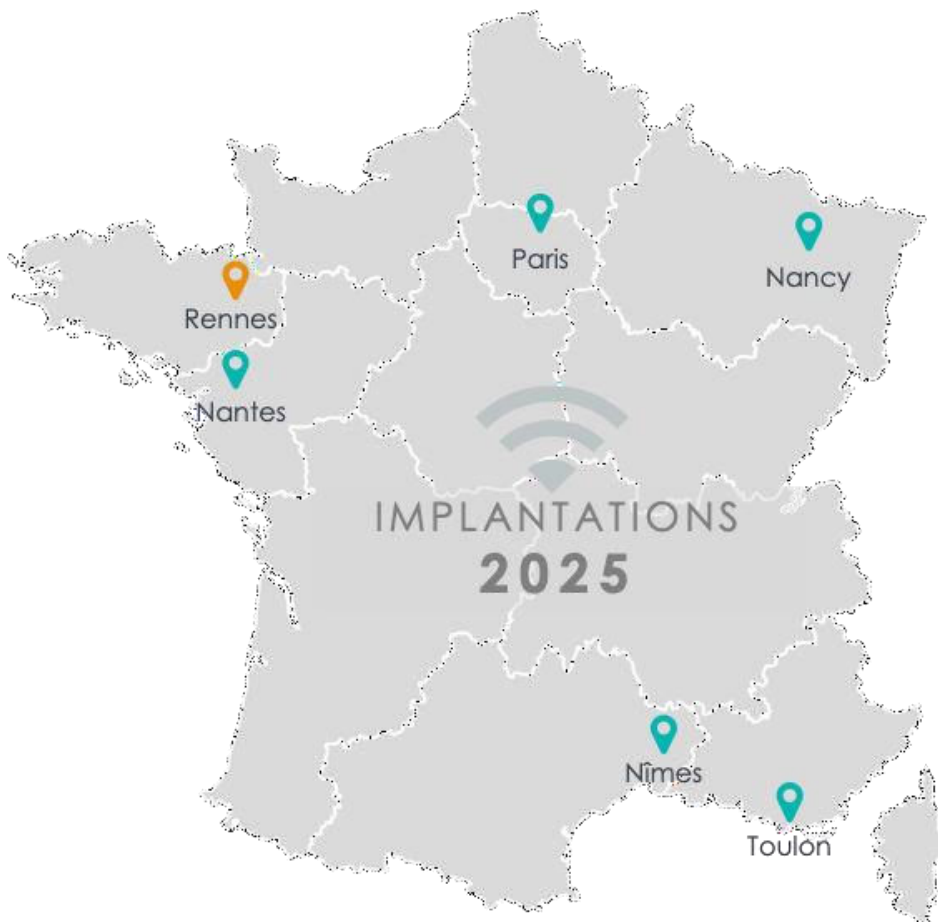 Paris
Nancy
Rennes
Nantes
IMPLANTATIONS
2025
Nîmes
Toulon